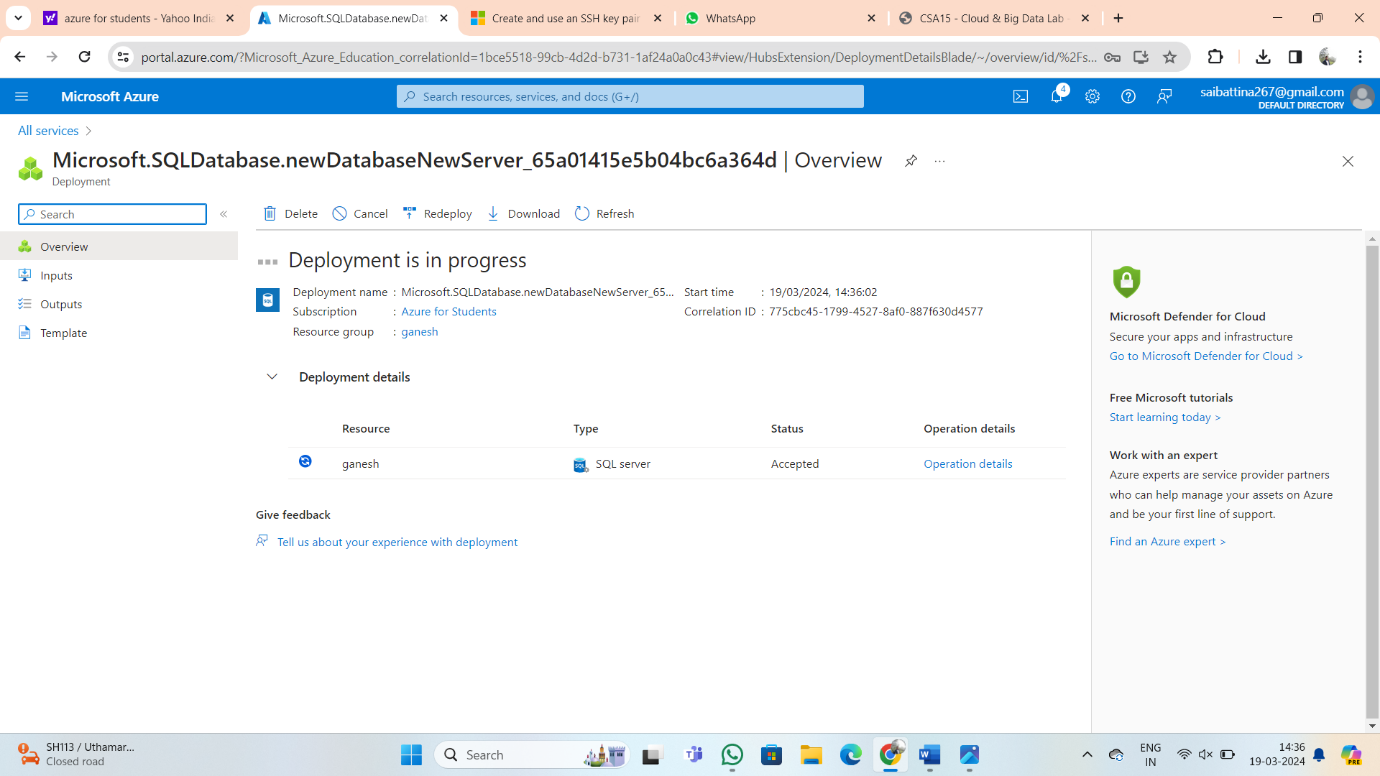 azure for students - Yahoo Indi
Microsoft.SQLDatabase.newDat
Create and use an SSH key pair
WhatsApp
CSA15 - Cloud & Big Data Lab
portal.azure.com/?Microsoft_Azure_Education_correlationId=1bce5518-99cb-4d2d-b731-1af24a0a0c43#view/HubsExtension/DeploymentDetailsBlade/~/overview/id/%2Fs...
Microsoft Azure
Search resources, services, and docs (G+/)
4
saibattina267@gmail.com
DEFAULT DIRECTORY
All services >
Microsoft.SQLDatabase.newDatabaseNewServer_65a01415e5b04bc6a364d | Overview
Deployment
Search
Delete
Cancel
Redeploy
Download
Refresh
Overview
Inputs
Outputs
Template
Deployment is in progress
Deployment name : Microsoft.SQLDatabase.newDatabaseNewServer_65...
Subscription : Azure for Students
Resource group : ganesh
Start time : 19/03/2024, 14:36:02
Correlation ID : 775cbc45-1799-4527-8af0-887f630d4577
Deployment details
Resource Type Status Operation details
ganesh SQL SQL server Accepted Operation details
Give feedback
Tell us about your experience with deployment
Microsoft Defender for Cloud
Secure your apps and infrastructure
Go to Microsoft Defender for Cloud >
Free Microsoft tutorials
Start learning today >
Work with an expert
Azure experts are service provider partners
who can help manage your assets on Azure
and be your first line of support.
Find an Azure expert >
SH113 / Uthamar...
Closed road
Search
ENG
IN
14:36
19-03-2024
PRE